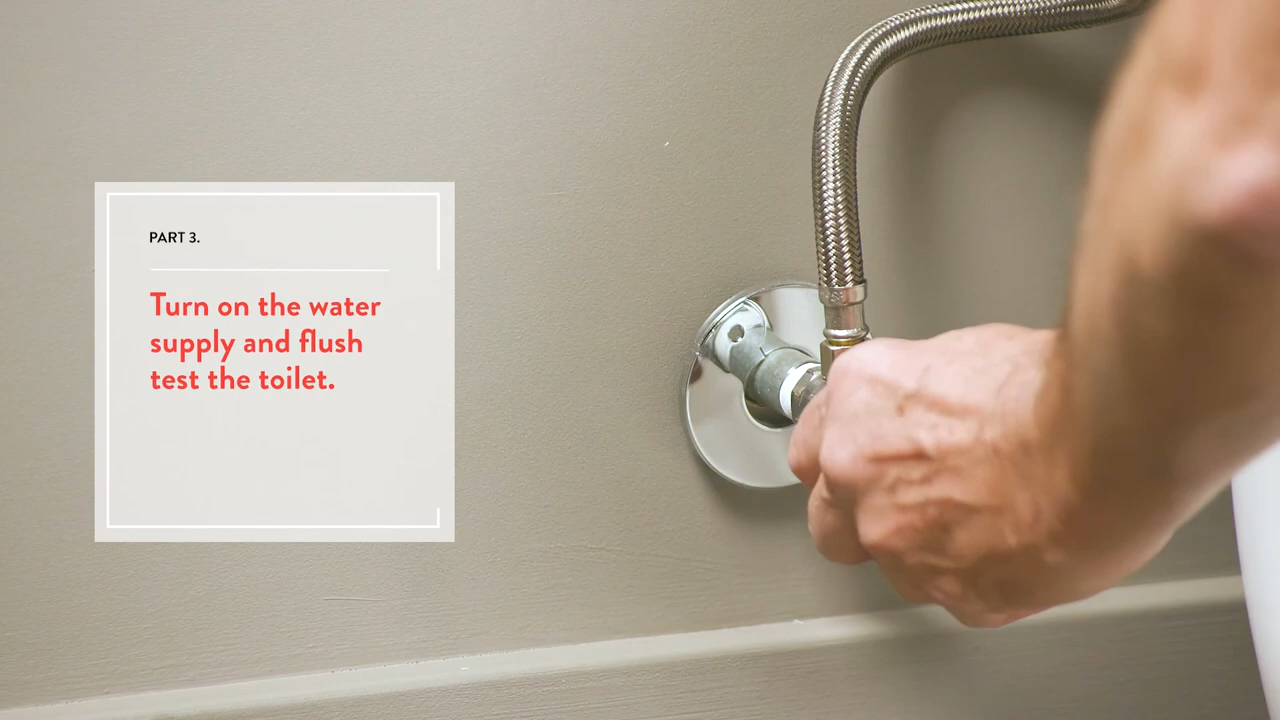 PART 3.
Turn on the water
supply and flush
test the toilet.